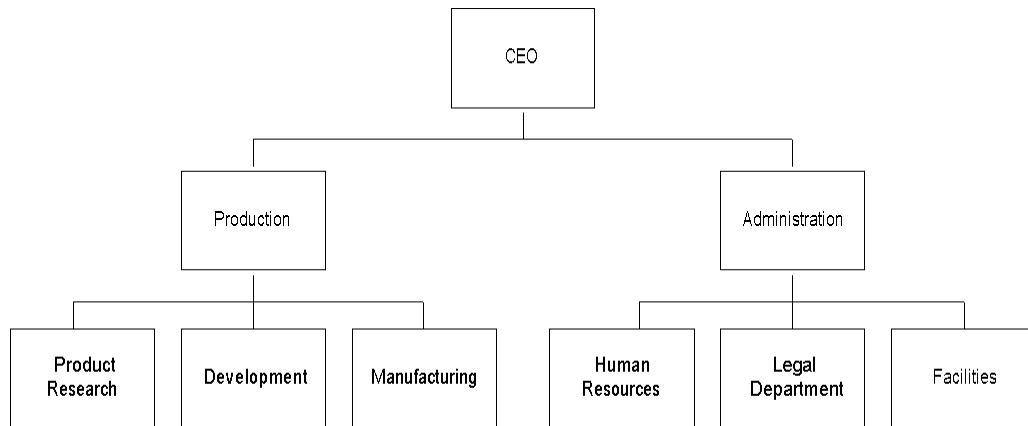 CEO
Production
Administration
Product
Research
Development
Manufacturing
Human
Resources
Legal
Department
Facilities